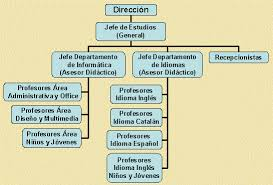 Dirección
Jefe de Estudios
(General)
Jefe Departamento
de Informática
(Asesor Didáctico)
Jefe Departamento
de Idiomas
(Asesor Didáctico)
Recepcionistas
Profesores Área
Administrativa y Office
Profesores Área
Diseño y Multimedia
Profesores Área
Niños y Jóvenes
Profesores
Idioma Inglés
Profesores
Idioma Catalán
Profesores
Idioma Español
Profesores
Idioma Inglés
Niños y Jóvenes